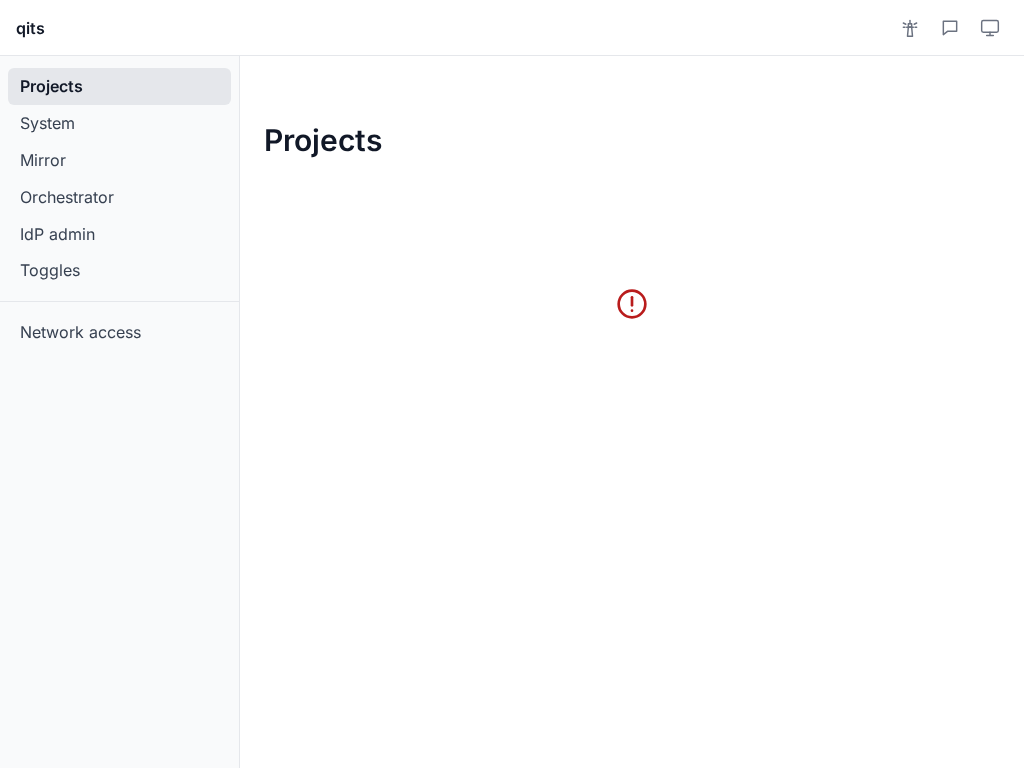 qits
Projects
System
Mirror
Orchestrator
IdP admin
Toggles
Network access
Projects